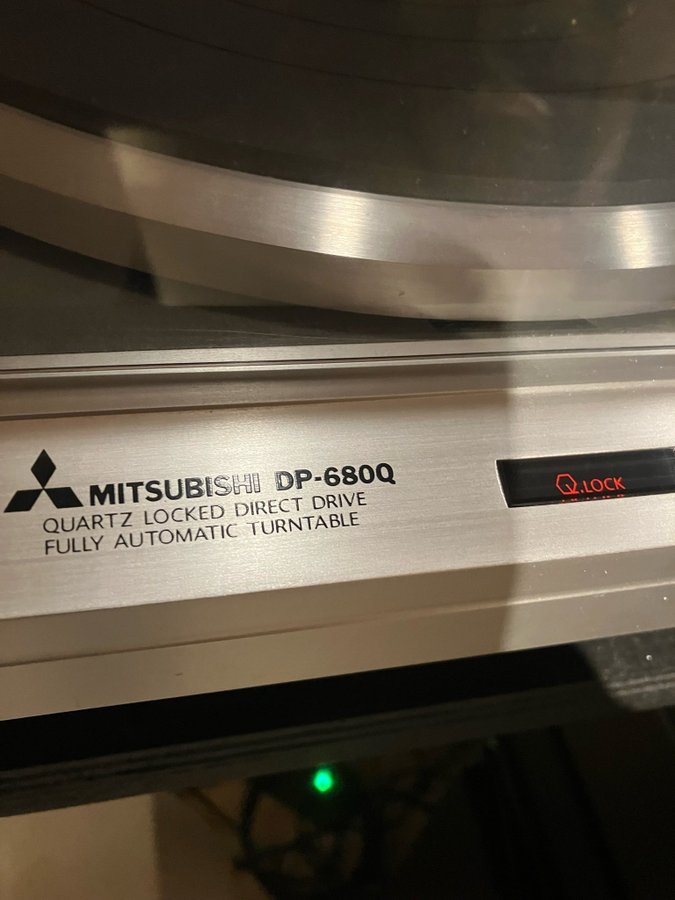 MITSUBISHI DP-680Q
QUARTZ LOCKED DIRECT DRIVE
FULLY AUTOMATIC TURNTABLE
Q.LOCK